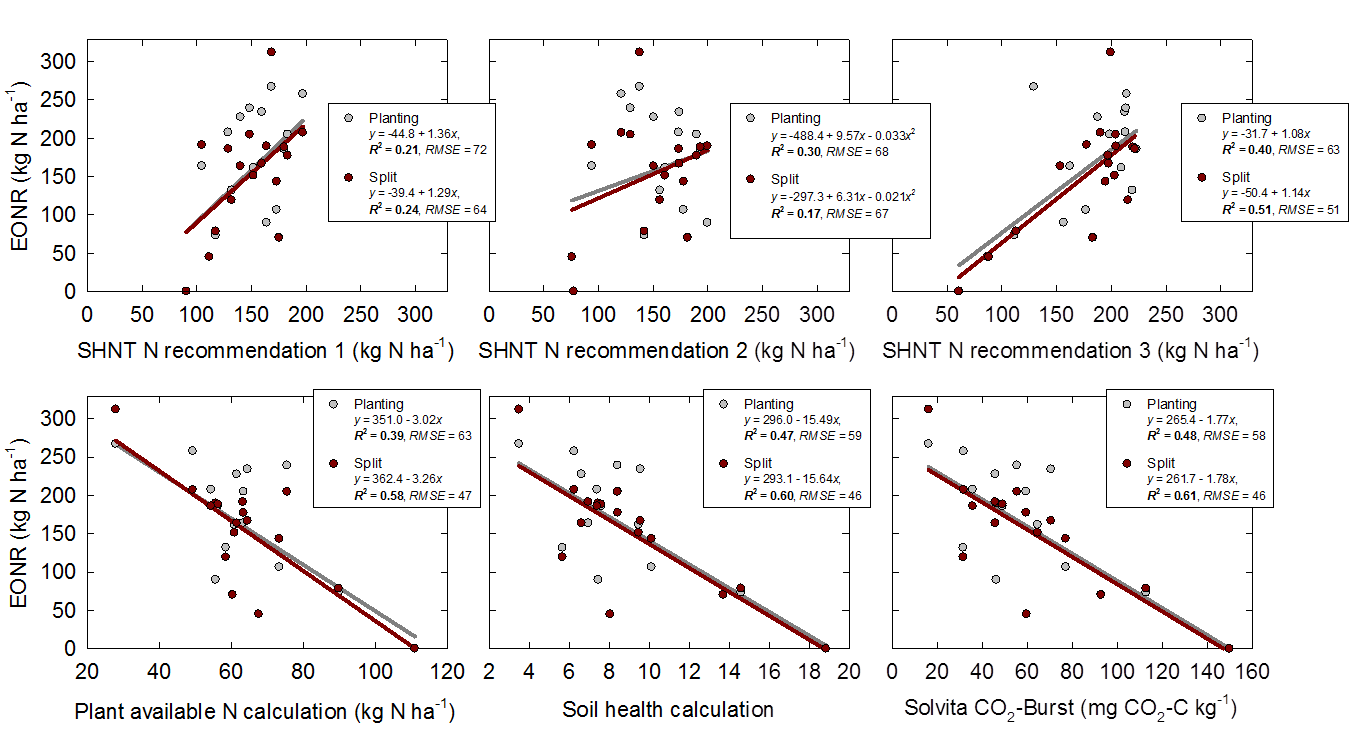 EONR (kg N ha-1)
300
250
200
150
100
50
0
Planting
y = -44.8 + 1.36x,
R2 = 0.21, RMSE = 72
Split
y = -39.4 + 1.29x,
R2 = 0.24, RMSE = 64
0 50 100 150 200 250 300
SHNT N recommendation 1 (kg N ha-1)
Planting
y = -488.4 + 9.57x - 0.033x2
R2 = 0.30, RMSE = 68
Split
y = -297.3 + 6.31x - 0.021x2
R2 = 0.17, RMSE = 67
0 50 100 150 200 250 300
SHNT N recommendation 2 (kg N ha-1)
Planting
y = -31.7 + 1.08x
R2 = 0.40, RMSE = 63
Split
y = -50.4 + 1.14x
R2 = 0.51, RMSE = 51
0 50 100 150 200 250 300
SHNT N recommendation 3 (kg N ha-1)
EONR (kg N ha-1)
300
250
200
150
100
50
0
Planting
y = 351.0 - 3.02x,
R2 = 0.39, RMSE = 63
Split
y = 362.4 - 3.26x,
R2 = 0.58, RMSE = 47
20 40 60 80 100 120
Plant available N calculation (kg N ha-1)
Planting
y = 296.0 - 15.49x,
R2 = 0.47, RMSE = 59
Split
y = 293.1 - 15.64x,
R2 = 0.60, RMSE = 46
2 4 6 8 10 12 14 16 18 20
Soil health calculation
Planting
y = 265.4 - 1.77x,
R2 = 0.48, RMSE = 58
Split
y = 261.7 - 1.78x,
R2 = 0.61, RMSE = 46
0 20 40 60 80 100 120 140 160
Solvita CO2-Burst (mg CO2-C kg-1)